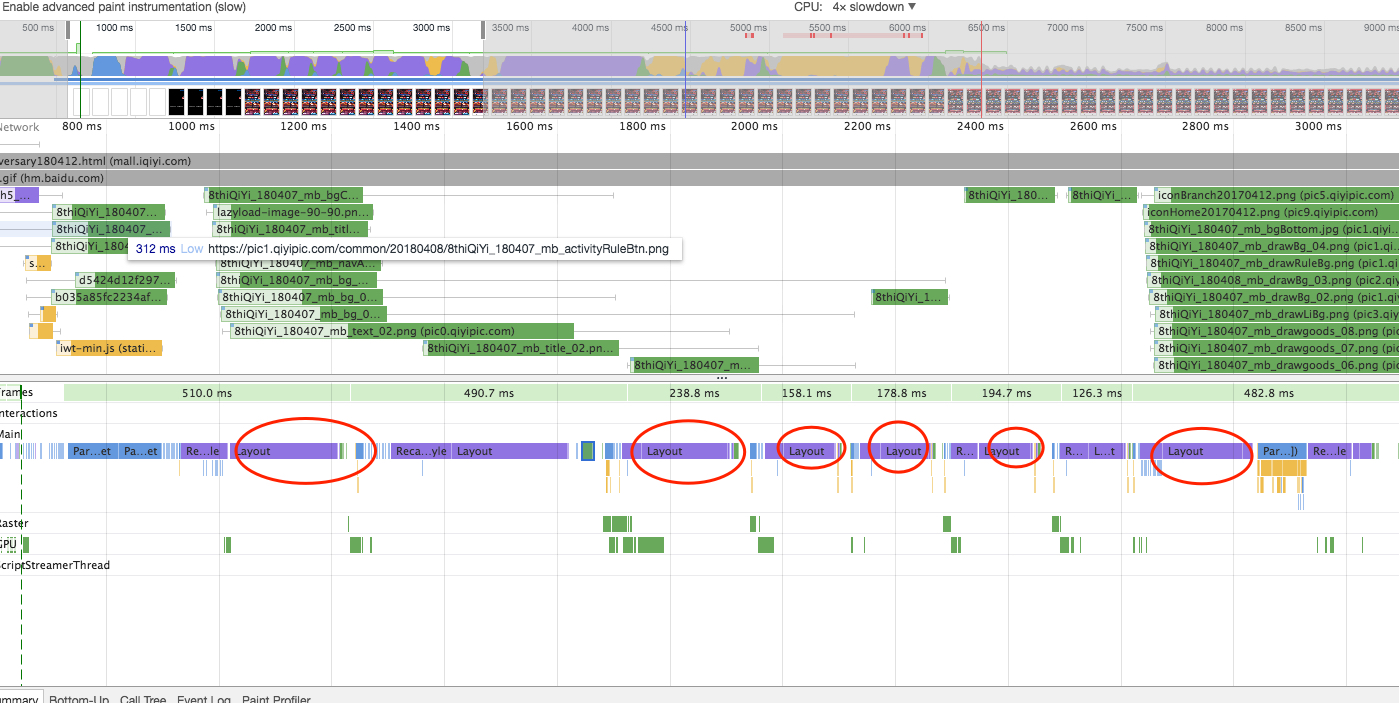 Enable advanced paint instrumentation (slow) CPU: 4x slowdown ▼
500 ms 1000 ms 1500 ms 2000 ms 2500 ms 3000 ms 3500 ms 4000 ms 4500 ms 5000 ms 5500 ms 6000 ms 6500 ms 7000 ms 7500 ms 8000 ms 8500 ms 9000 ms
Network 800 ms 1000 ms 1200 ms 1400 ms 1600 ms 1800 ms 2000 ms 2200 ms 2400 ms 2600 ms 2800 ms 3000 ms
versary180412.html (mall.iqiyi.com)
.gif (hm.baidu.com)
h5_... 8thiQiYi_180407_mb_bgC... 8thiQiYi_180... 8thiQiYi_... iconBranch20170412.png (pic5.qiyipic.com)
8thiQiYi_180407... lazyload-image-90-90.pn... iconHome20170412.png (pic9.qiyipic.com)
8thiQiYi_180407_... 8thiQiYi_180407_mb_titl... 8thiQiYi_180407_mb_bgBottom.jpg (pic1.qiyi...
8thiQiYi_1804 312 ms Low https://pic1.qiyipic.com/common/20180408/8thiQiYi_180407_mb_activityRuleBtn.png 8thiQiYi_180407_mb_drawBg_04.png (pic1.qi
s... 8thiQiYi_180407_mb_navA... 8thiQiYi_180407_mb_drawRuleBg.png (pic1.q
d5424d12f297... 8thiQiYi_180407_mb_bg_... 8thiQiYi_180408_mb_drawBg_03.png (pic2.qi
b035a85fc2234af... 8thiQiYi_180407_mb_bg_0... 8thiQiYi_1... 8thiQiYi_180407_mb_drawBg_02.png (pic1.qiy
8thiQiYi_180407_mb_bg_0... 8thiQiYi_180407_mb_drawLiBg.png (pic3.qiy
8thiQiYi_180407_mb_text_02.png (pic0.qiyipic.com) 8thiQiYi_180407_mb_drawgoods_08.png (pic
iwt-min.js (stati... 8thiQiYi_180407_mb_title_02.pn... 8thiQiYi_180407_mb_drawgoods_07.png (pic
8thiQiYi_180407_m... 8thiQiYi_180407_mb_drawgoods_06.png (pic
...
Frames 510.0 ms 490.7 ms 238.8 ms 158.1 ms 178.8 ms 194.7 ms 126.3 ms 482.8 ms
Interactions
Main
Par...et Pa...et Re...le Layout Reca...yle Layout Layout Layout Layout R... Layout R... L...t Layout Par...]) Re...le
Raster
GPU
ScriptStreamerThread
Summary Bottom-Up Call Tree Event Log Paint Profiler